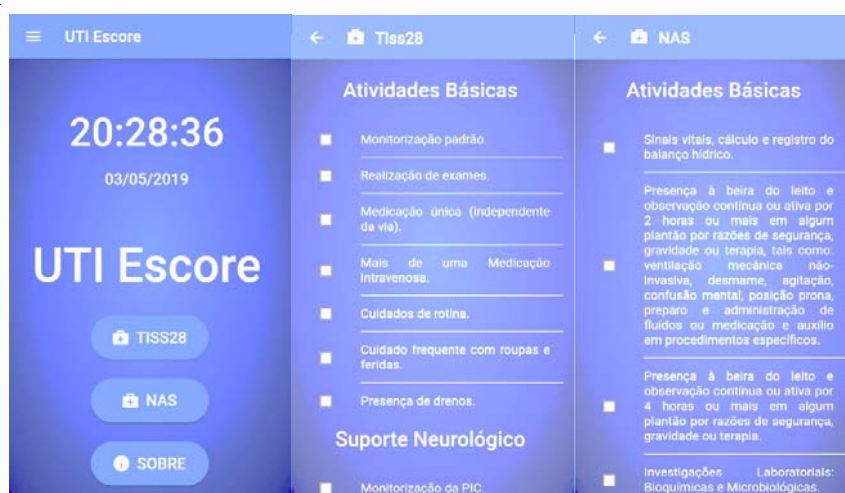 UTI Escore
20:28:36
03/05/2019
UTI Escore
TISS28
NAS
SOBRE
TIss28
Atividades Básicas
Monitorização padrão.
Realização de exames.
Medicação única (independente
da via).
Mais de uma Medicação
Intravenosa.
Cuidados de rotina.
Cuidado frequente com roupas e
feridas.
Presença de drenos.
Suporte Neurológico
Monitorização da PIC.
NAS
Atividades Básicas
Sinais vitais, cálculo e registro do
balanço hídrico.
Presença à beira do leito e
observação contínua ou ativa por
2 horas ou mais em algum
plantão por razões de segurança,
gravidade ou terapia, tais como:
ventilação mecânica não-
invasiva, desmame, agitação,
confusão mental, posição prona,
preparo e administração de
fluidos ou medicação e auxílio
em procedimentos específicos.
Presença à beira do leito e
observação contínua ou ativa por
4 horas ou mais em algum
plantão por razões de segurança,
gravidade ou terapia.
Investigações Laboratoriais:
Bioquímicas e Microbiológicas.